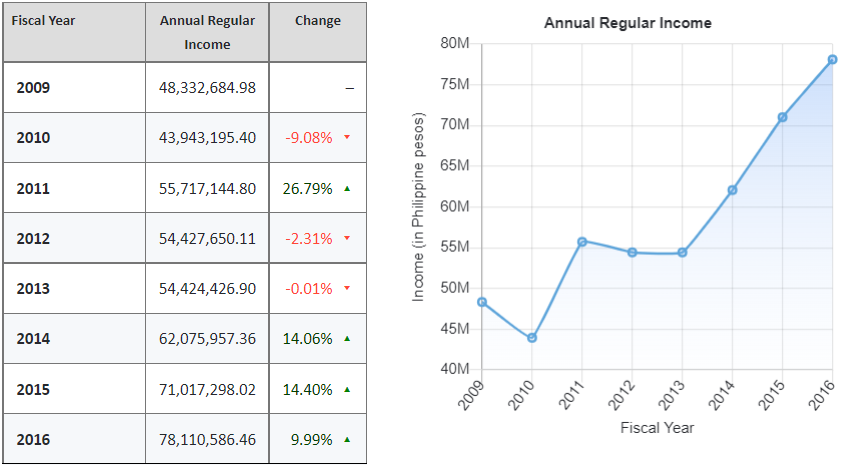 Fiscal Year Annual Regular Income Change
2009 48,332,684.98 –
2010 43,943,195.40 -9.08% ▼
2011 55,717,144.80 26.79% ▲
2012 54,427,650.11 -2.31% ▼
2013 54,424,426.90 -0.01% ▼
2014 62,075,957.36 14.06% ▲
2015 71,017,298.02 14.40% ▲
2016 78,110,586.46 9.99% ▲
Annual Regular Income
Income (in Philippine pesos)
80M
75M
70M
65M
60M
55M
50M
45M
40M
2009 2010 2011 2012 2013 2014 2015 2016
Fiscal Year